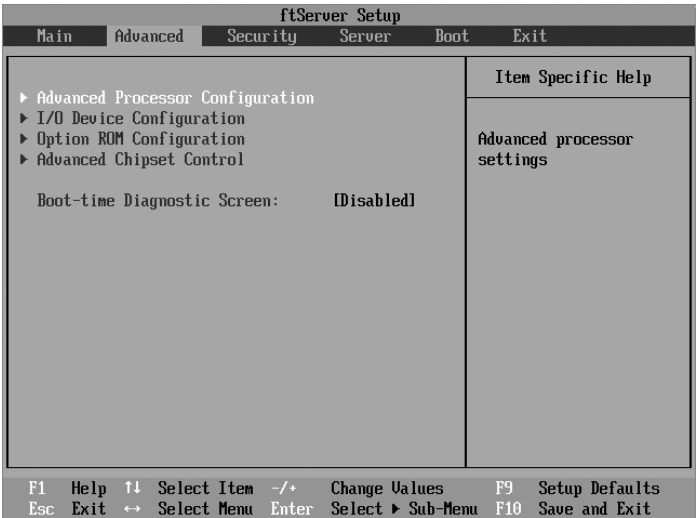 ftServer Setup
Main Advanced Security Server Boot Exit
Item Specific Help
▶ Advanced Processor Configuration
▶ I/O Device Configuration
▶ Option ROM Configuration
▶ Advanced Chipset Control
Boot-time Diagnostic Screen: [Disabled]
Advanced processor
settings
F1 Help ↑↓ Select Item -/+ Change Values F9 Setup Defaults
Esc Exit ↔ Select Menu Enter Select ▶ Sub-Menu F10 Save and Exit